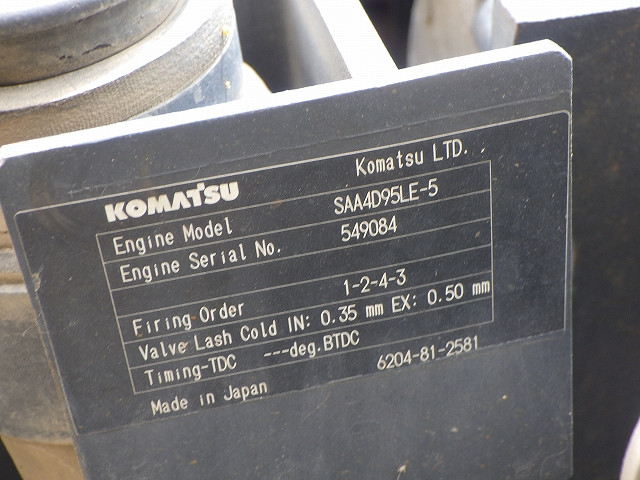 KOMATSU Komatsu LTD.
Engine Model SAA4D95LE-5
Engine Serial No. 549084
Firing Order 1-2-4-3
Valve Lash Cold IN: 0.35 mm EX: 0.50 mm
Timing-TDC ---deg.BTDC
Made in Japan 6204-81-2581